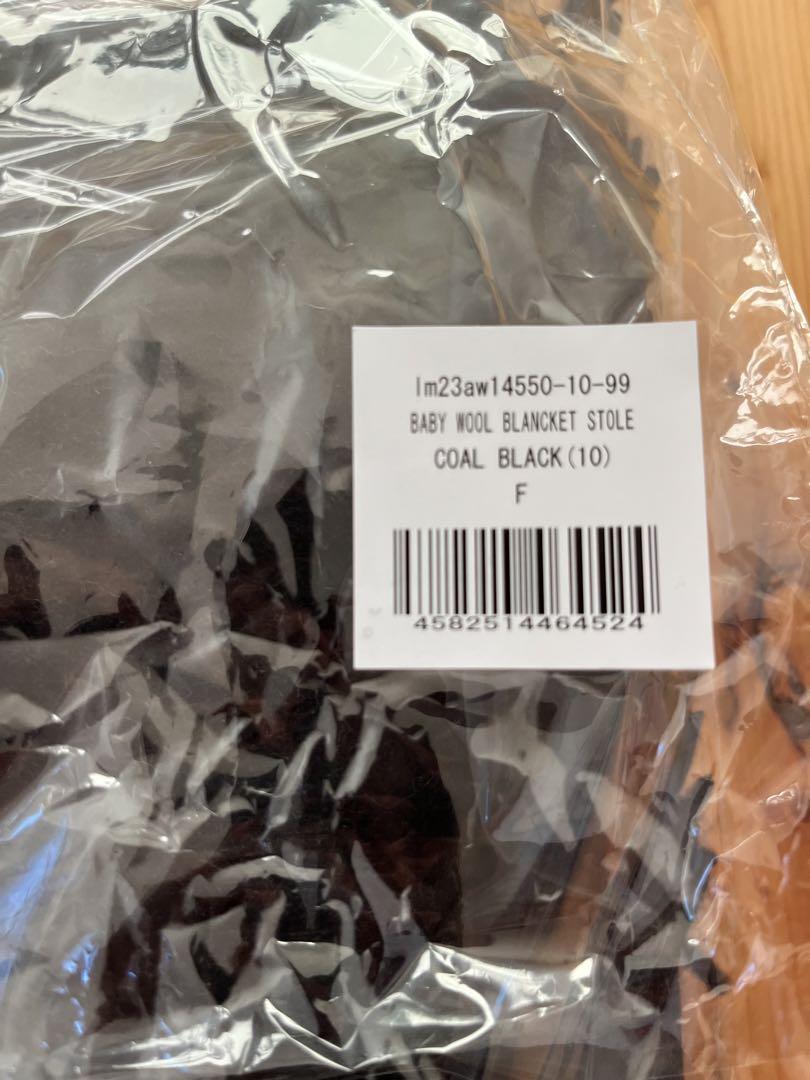 lm23aw14550-10-99
BABY WOOL BLANCKET STOLE
COAL BLACK(10)
F
4582514464524